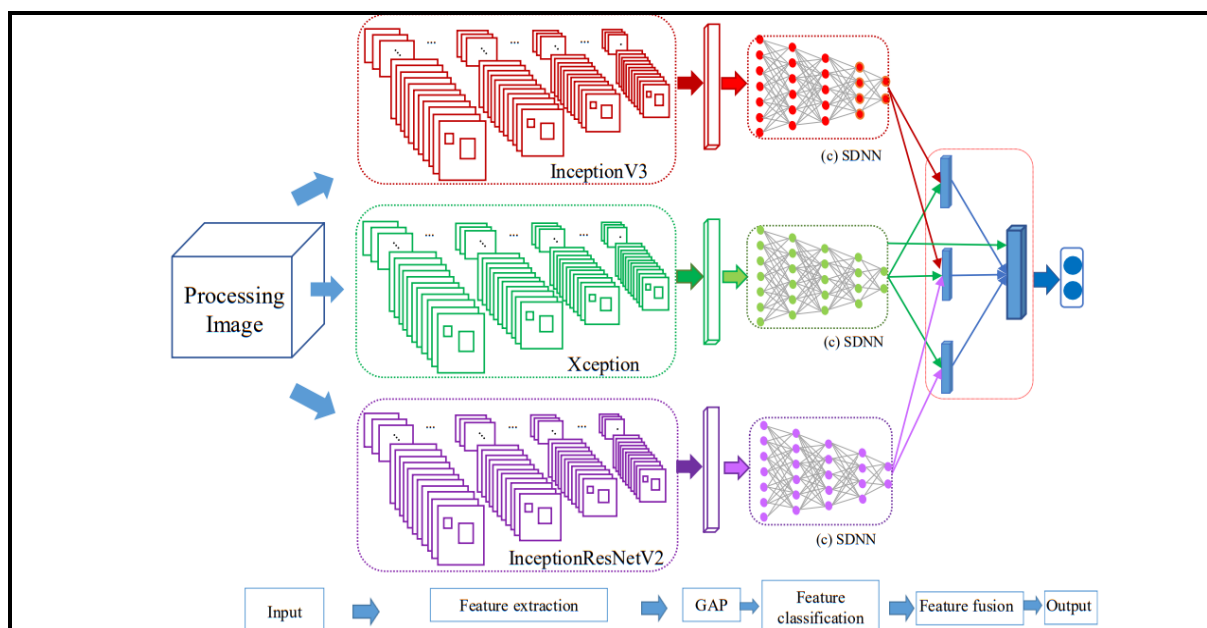 InceptionV3
(c) SDNN
Processing
Image
Xception
(c) SDNN
InceptionResNetV2
(c) SDNN
Input
Feature extraction
GAP
Feature
classification
Feature fusion
Output